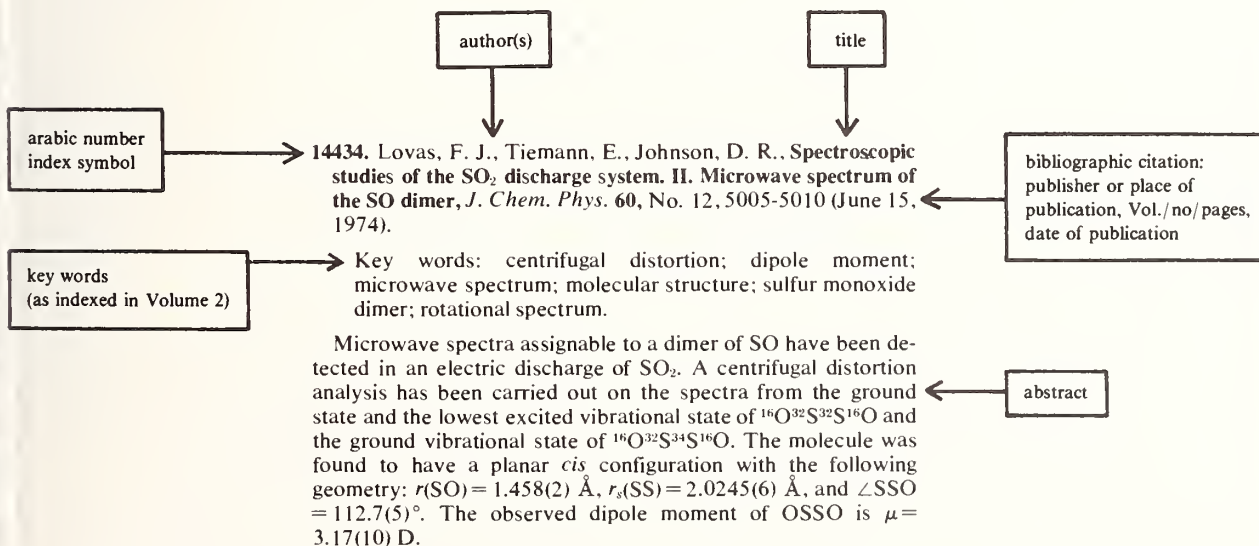 author(s)
title
arabic number
index symbol
14434. Lovas, F. J., Tiemann, E., Johnson, D. R., Spectroscopic
studies of the SO₂ discharge system. II. Microwave spectrum of
the SO dimer, J. Chem. Phys. 60, No. 12, 5005-5010 (June 15,
1974).
bibliographic citation:
publisher or place of
publication, Vol./no/pages,
date of publication
key words
(as indexed in Volume 2)
Key words: centrifugal distortion; dipole moment;
microwave spectrum; molecular structure; sulfur monoxide
dimer; rotational spectrum.
Microwave spectra assignable to a dimer of SO have been de-
tected in an electric discharge of SO₂. A centrifugal distortion
analysis has been carried out on the spectra from the ground
state and the lowest excited vibrational state of ¹⁶O³²S³²S¹⁶O and
the ground vibrational state of ¹⁶O³²S³⁴S¹⁶O. The molecule was
found to have a planar cis configuration with the following
geometry: r(SO)= 1.458(2) Å, rₛ(SS)=2.0245(6) Å, and ∠SSO
= 112.7(5)°. The observed dipole moment of OSSO is μ=
3.17(10) D.
abstract